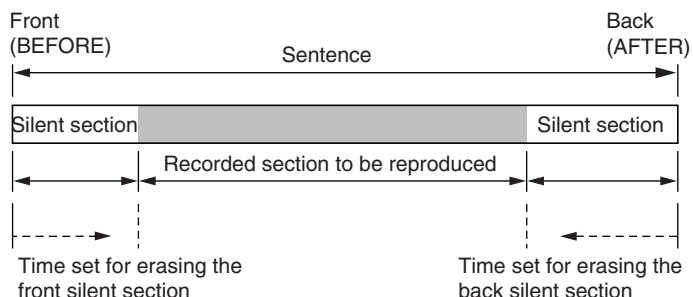 Front
(BEFORE)
Back
(AFTER)
Sentence
Silent section
Silent section
Recorded section to be reproduced
Time set for erasing the
front silent section
Time set for erasing the
back silent section